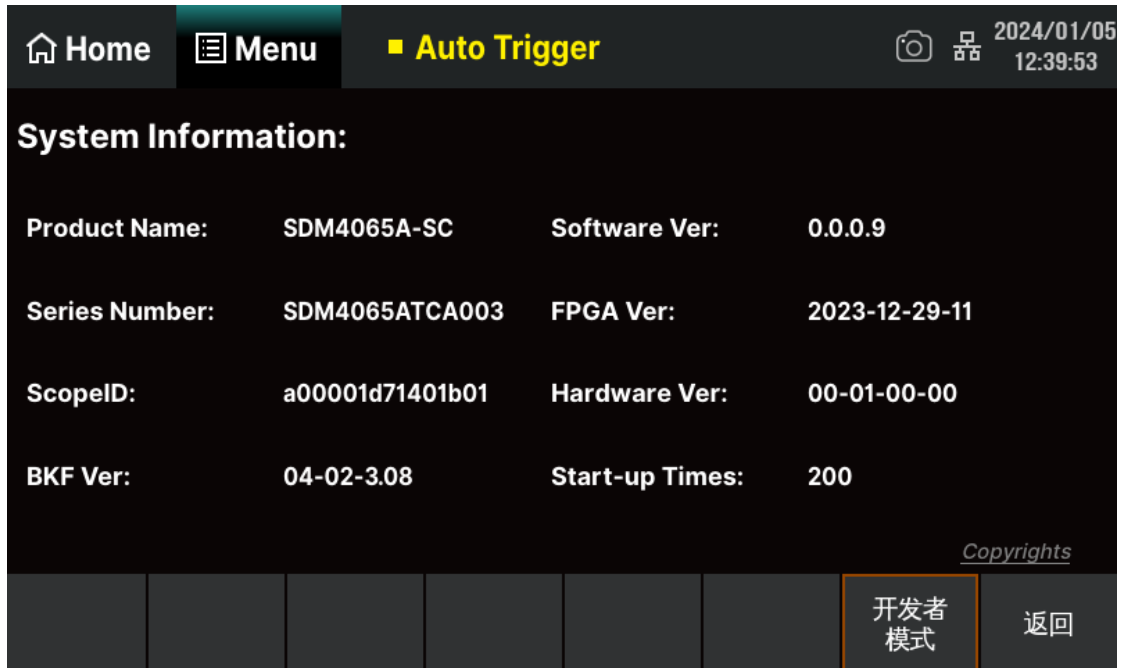 Home Menu Auto Trigger 2024/01/05
12:39:53
System Information:
Product Name: SDM4065A-SC Software Ver: 0.0.0.9
Series Number: SDM4065ATCA003 FPGA Ver: 2023-12-29-11
ScopeID: a00001d71401b01 Hardware Ver: 00-01-00-00
BKF Ver: 04-02-3.08 Start-up Times: 200
Copyrights
开发者
模式
返回